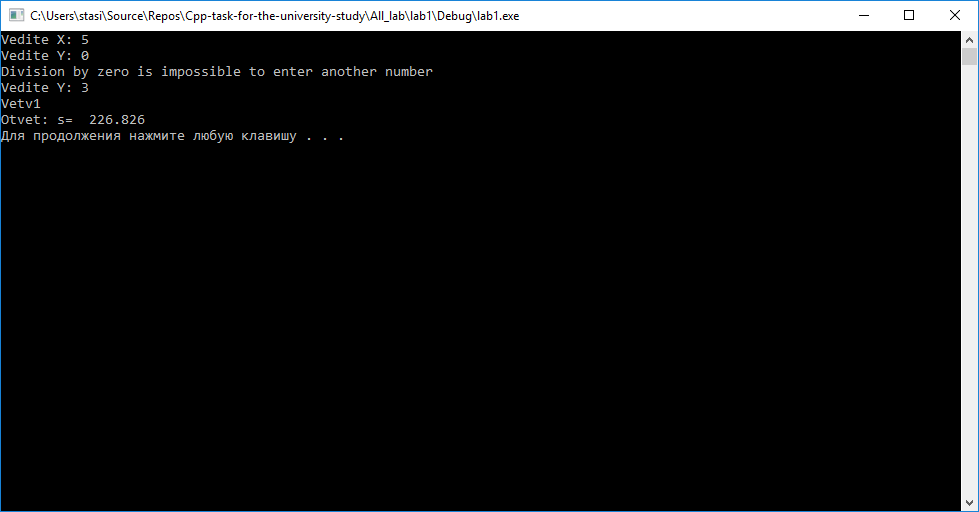 C:\Users\stasi\Source\Repos\Cpp-task-for-the-university-study\All_lab\lab1\Debug\lab1.exe
Vedite X: 5
Vedite Y: 0
Division by zero is impossible to enter another number
Vedite Y: 3
Vetv1
Otvet: s=  226.826
Для продолжения нажмите любую клавишу . . .